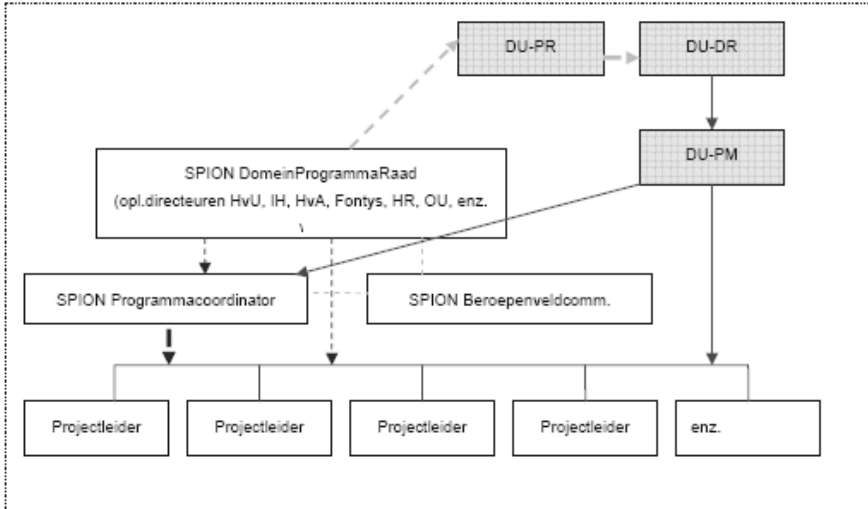 DU-PR
DU-DR
DU-PM
SPION DomeinProgrammaRaad
(opl.directeuren HvU, IH, HvA, Fontys, HR, OU, enz.
\
SPION Programmacoordinator
SPION Beroepenveldcomm.
Projectleider
Projectleider
Projectleider
Projectleider
enz.